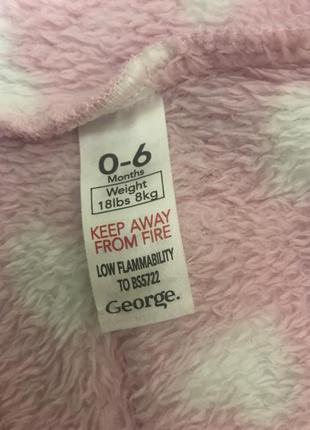 0-6
Months
Weight
18lbs 8kg
KEEP AWAY
FROM FIRE
LOW FLAMMABILITY
TO BS5722
George.